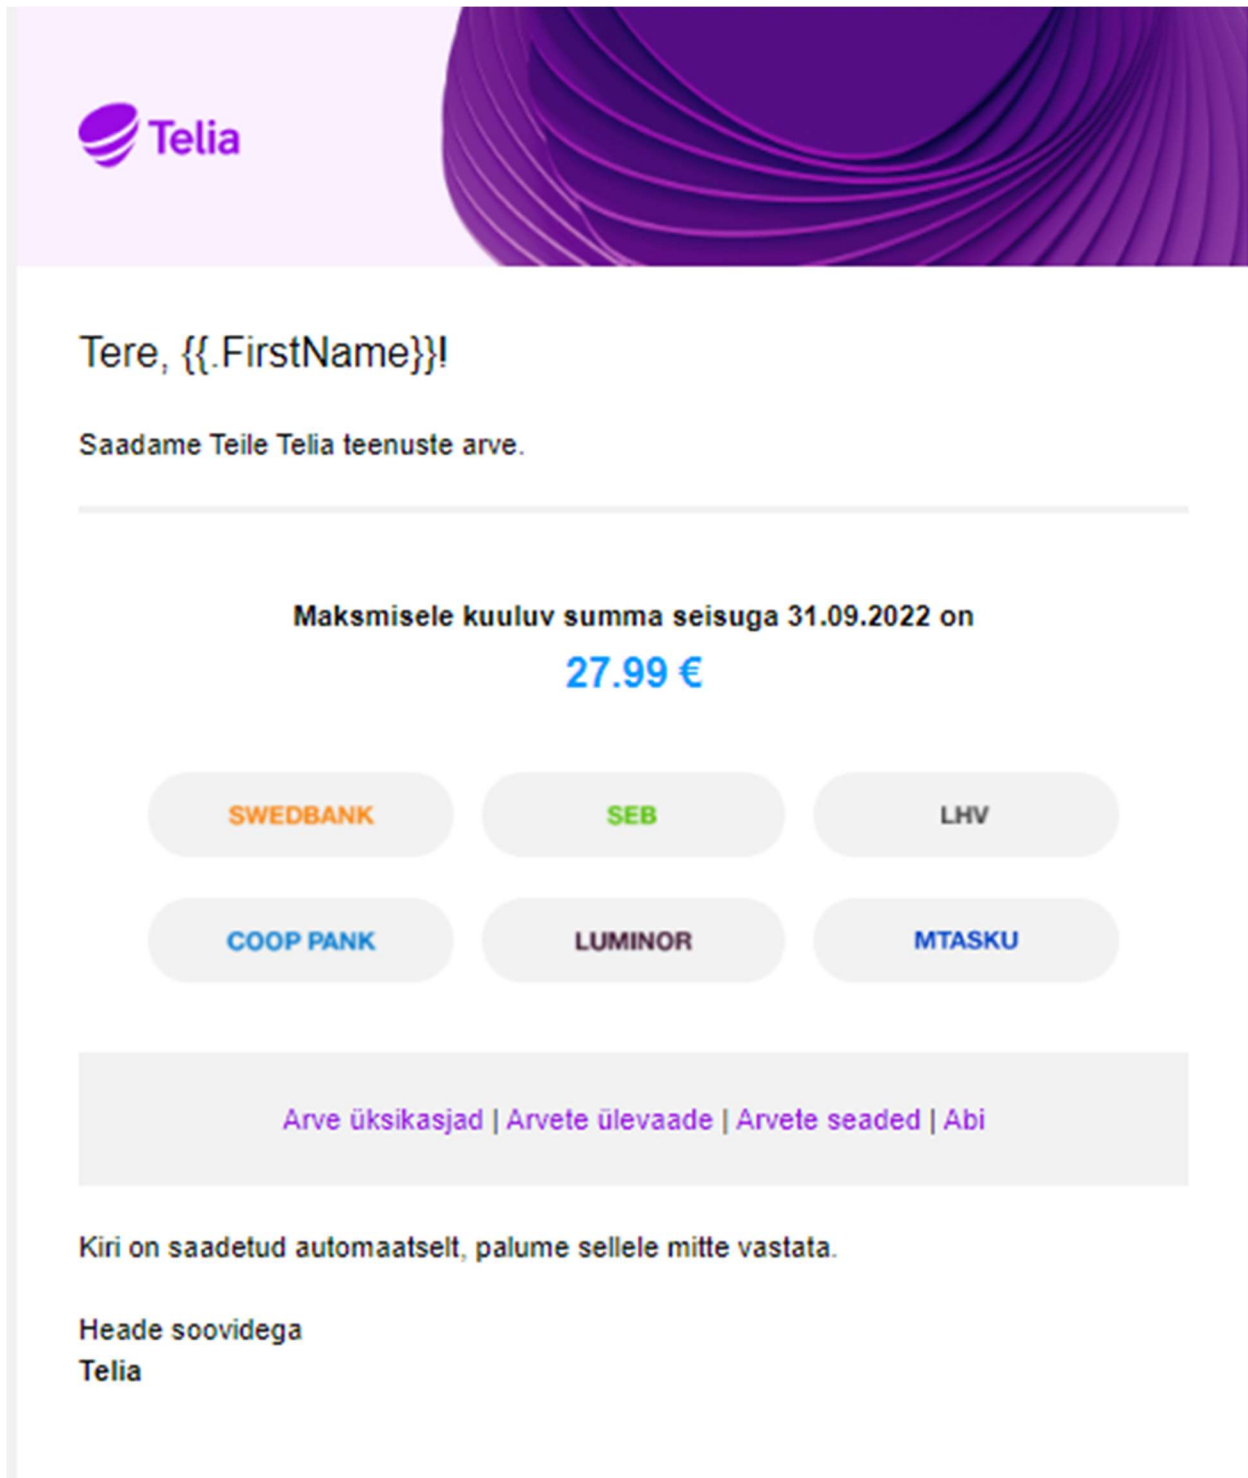 Telia
Tere, {{.FirstName}}!
Saadame Teile Telia teenuste arve.
Maksmisele kuuluv summa seisuga 31.09.2022 on
27.99 €
SWEDBANK
SEB
LHV
COOP PANK
LUMINOR
MTASKU
Arve üksikasjad | Arvete ülevaade | Arvete seaded | Abi
Kiri on saadetud automaatselt, palume sellele mitte vastata.
Heade soovidega
Telia